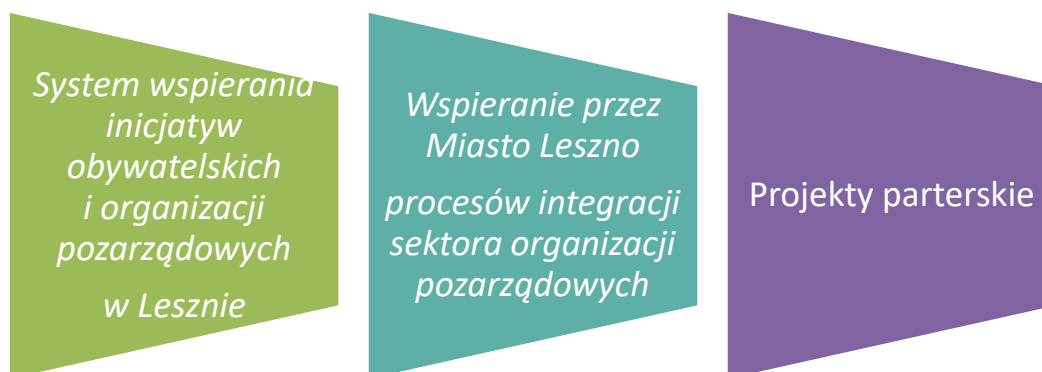 System wspierania
inicjatyw
obywatelskich
i organizacji
pozarządowych
w Lesznie
Wspieranie przez
Miasto Leszno
procesów integracji
sektora organizacji
pozarządowych
Projekty parterskie